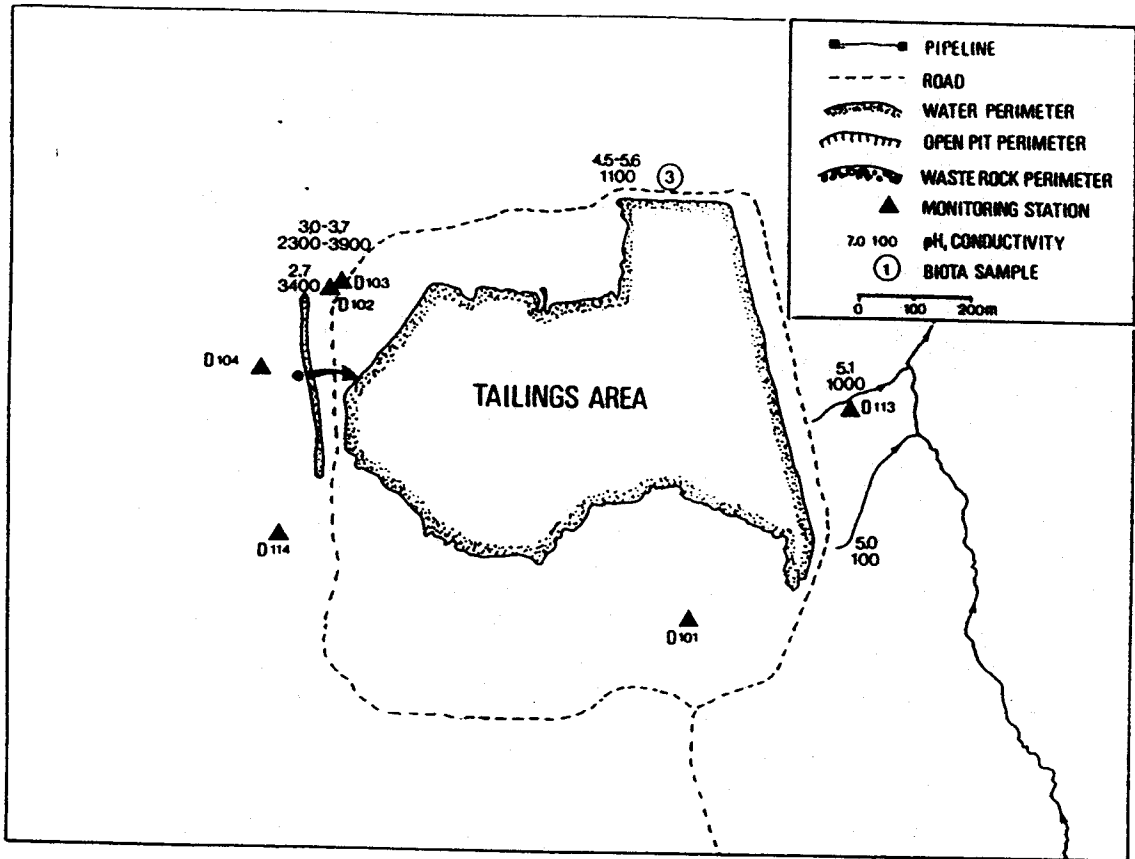 PIPELINE
ROAD
WATER PERIMETER
OPEN PIT PERIMETER
WASTE ROCK PERIMETER
MONITORING STATION
7.0 100 pH, CONDUCTIVITY
1 BIOTA SAMPLE
0 100 200m
4.5-5.6
1100
3
3.0-3.7
2300-3900
2.7
3400
D103
D102
D104
TAILINGS AREA
5.1
1000
D113
D114
5.0
100
D101